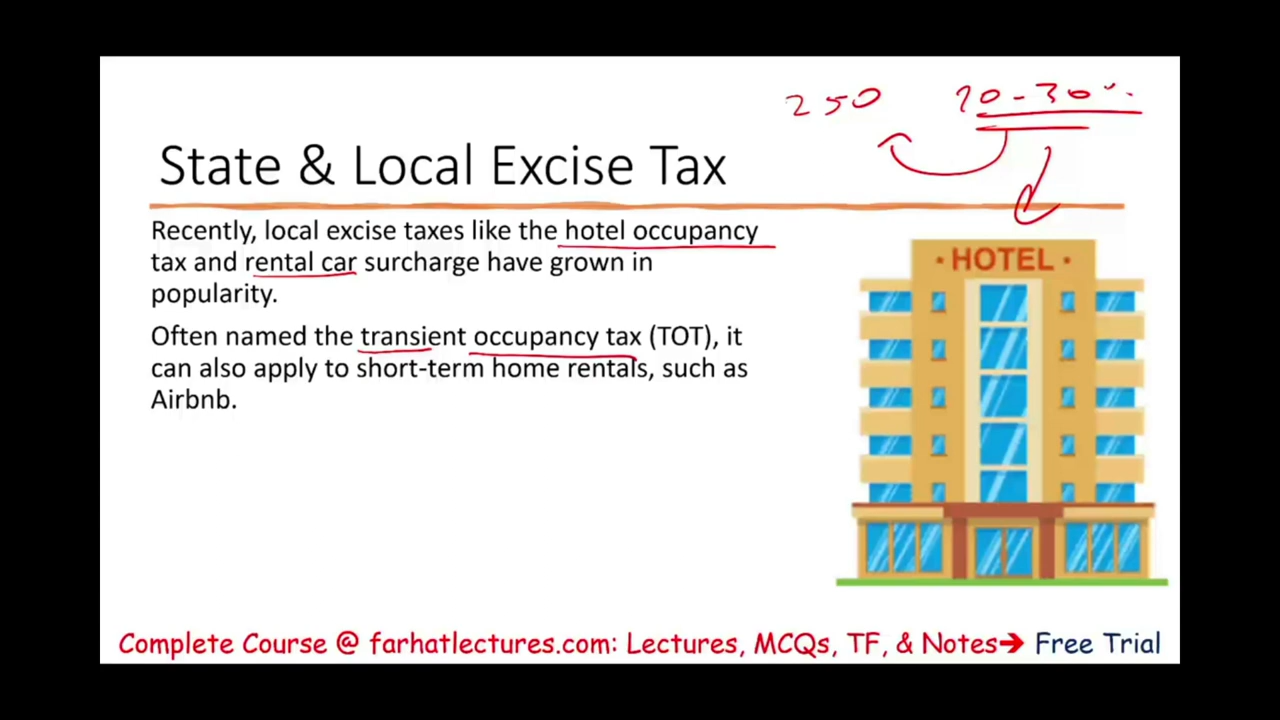 250 20-30%
State & Local Excise Tax
Recently, local excise taxes like the hotel occupancy
tax and rental car surcharge have grown in
popularity.
Often named the transient occupancy tax (TOT), it
can also apply to short-term home rentals, such as
Airbnb.
• HOTEL •
Complete Course @ farhatlectures.com: Lectures, MCQs, TF, & Notes➔ Free Trial